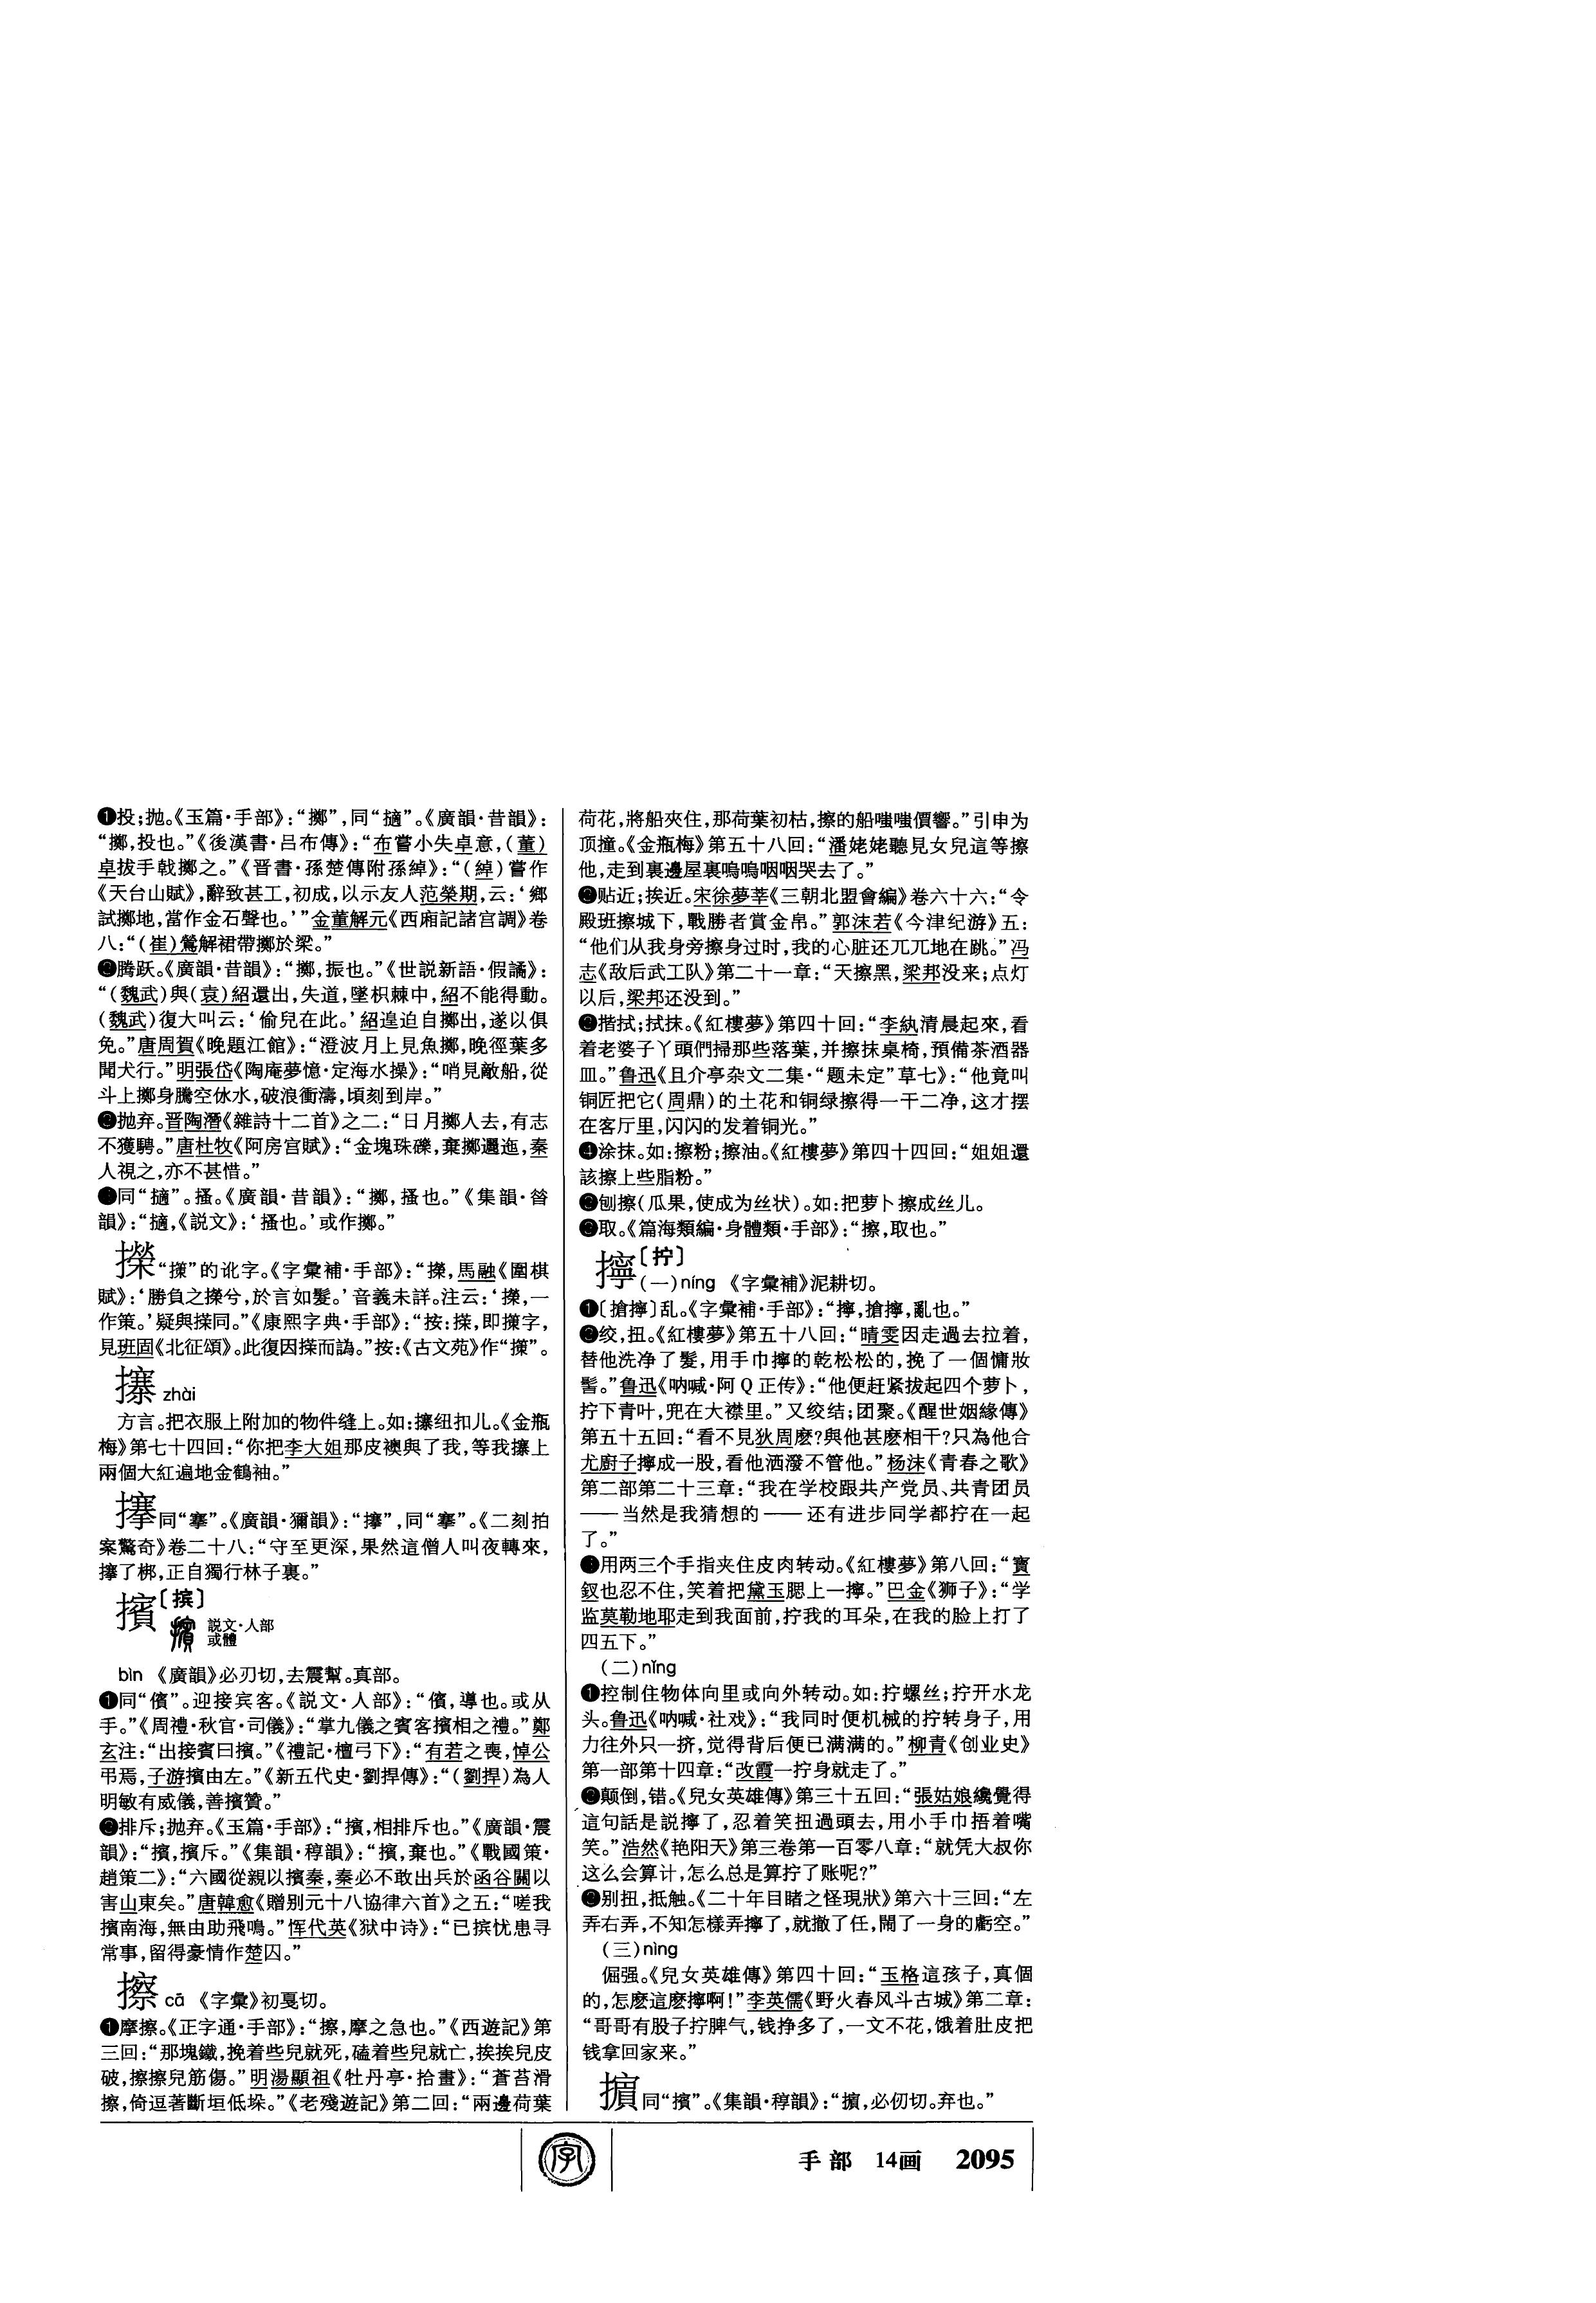 ❶投;抛。《玉篇·手部》:“擲”,同“擿”。《廣韻·昔韻》:
“擲,投也。”《後漢書·吕布傳》:“布嘗小失卓意,(董)
卓拔手戟擲之。”《晋書·孫楚傳附孫綽》:“(綽)嘗作
《天台山賦》,辭致甚工,初成,以示友人范榮期,云:‘鄉
試擲地,當作金石聲也。’”金董解元《西廂記諸宫調》卷
八:“(崔)鶯解裙帶擲於梁。”
❷腾跃。《廣韻·昔韻》:“擲,振也。”《世説新語·假譎》:
“(魏武)與(袁)紹還出,失道,墜枳棘中,紹不能得動。
(魏武)復大叫云:‘偷兒在此。’紹遑迫自擲出,遂以俱
免。”唐周賀《晚題江館》:“澄波月上見魚擲,晚徑葉多
聞犬行。”明張岱《陶庵夢憶·定海水操》:“哨見敵船,從
斗上擲身騰空休水,破浪衝濤,頃刻到岸。”
❸抛弃。晋陶潛《雜詩十二首》之二:“日月擲人去,有志
不獲騁。”唐杜牧《阿房宫賦》:“金塊珠礫,棄擲邐迤,秦
人視之,亦不甚惜。”
❹同“擿”。搔。《廣韻·昔韻》:“擲,搔也。”《集韻·昝
韻》:“擿,《説文》:‘搔也。’或作擲。”
“㩇”的讹字。《字彙補·手部》:馬融《圍棋
賦》:‘勝負之兮,於言如髮。’音義未詳。注云:‘一
作策。’疑與同。”《康熙字典·手部》:“按:即字,
見班固《北征頌》。此復因而譌。”按:《古文苑》作
㩟 zhài
方言。把衣服上附加的物件缝上。如:㩟纽扣儿。《金瓶
梅》第七十四回:“你把李大姐那皮襖與了我,等我㩟上
兩個大紅遍地金鶴袖。”
㩃同“搴”。《廣韻·獮韻》:“㩃”,同“搴”。《二刻拍
案驚奇》卷二十八:“守至更深,果然這僧人叫夜轉來,
㩃了梆,正自獨行林子裏。”
擯〔摈〕
説文·人部
或體
bìn 《廣韻》必刃切,去震幫。真部。
❶同“儐”。迎接宾客。《説文·人部》:“儐,導也。或从
手。”《周禮·秋官·司儀》:“掌九儀之賓客擯相之禮。”鄭
玄注:“出接賓曰擯。”《禮記·檀弓下》:“有若之喪,悼公
弔焉,子游擯由左。”《新五代史·劉捍傳》:“(劉捍)為人
明敏有威儀,善擯贊。”
❷排斥;抛弃。《玉篇·手部》:“擯,相排斥也。”《廣韻·震
韻》:“擯,擯斥。”《集韻·稕韻》:“擯,棄也。”《戰國策·
趙策二》:“六國從親以擯秦,秦必不敢出兵於函谷關以
害山東矣。”唐韓愈《贈别元十八協律六首》之五:“嗟我
擯南海,無由助飛鳴。”恽代英《狱中诗》:“已摈忧患寻
常事,留得豪情作楚囚。”
擦 cā 《字彙》初戛切。
❶摩擦。《正字通·手部》:“擦,摩之急也。”《西遊記》第
三回:“那塊鐵,挽着些兒就死,磕着些兒就亡,挨挨兒皮
破,擦擦兒筋傷。”明湯顯祖《牡丹亭·拾畫》:“蒼苔滑
擦,倚逗著斷垣低垛。”《老殘遊記》第二回:“兩邊荷葉
荷花,將船夾住,那荷葉初枯,擦的船嗤嗤價響。”引申为
顶撞。《金瓶梅》第五十八回:“潘姥姥聽見女兒這等擦
他,走到裏邊屋裏嗚嗚咽咽哭去了。”
❷贴近;挨近。宋徐夢莘《三朝北盟會編》卷六十六:“令
殿班擦城下,戰勝者賞金帛。”郭沫若《今津纪游》五:
“他们从我身旁擦身过时,我的心脏还兀兀地在跳。”冯
志《敌后武工队》第二十一章:“天擦黑,梁邦没来;点灯
以后,梁邦还没到。”
❸揩拭;拭抹。《紅樓夢》第四十回:“李紈清晨起來,看
着老婆子丫頭們掃那些落葉,并擦抹桌椅,預備茶酒器
皿。”鲁迅《且介亭杂文二集·“题未定”草七》:“他竟叫
铜匠把它(周鼎)的土花和铜绿擦得一干二净,这才摆
在客厅里,闪闪的发着铜光。”
❹涂抹。如:擦粉;擦油。《紅樓夢》第四十四回:“姐姐還
該擦上些脂粉。”
❺刨擦(瓜果,使成为丝状)。如:把萝卜擦成丝儿。
❻取。《篇海類編·身體類·手部》:“擦,取也。”
擰〔拧〕
(一)níng 《字彙補》泥耕切。
❶〔搶擰〕乱。《字彙補·手部》:“擰,搶擰,亂也。”
❷绞,扭。《紅樓夢》第五十八回:“晴雯因走過去拉着,
替他洗净了髮,用手巾擰的乾松松的,挽了一個慵妝
髻。”鲁迅《呐喊·阿Q正传》:“他便赶紧拔起四个萝卜,
拧下青叶,兜在大襟里。”又绞结;团聚。《醒世姻緣傳》
第五十五回:“看不見狄周麽?與他甚麽相干?只為他合
尤廚子擰成一股,看他洒潑不管他。”杨沫《青春之歌》
第二部第二十三章:“我在学校跟共产党员、共青团员
——当然是我猜想的——还有进步同学都拧在一起
了。”
❸用两三个手指夹住皮肉转动。《紅樓夢》第八回:“寶
釵也忍不住,笑着把黛玉腮上一擰。”巴金《狮子》:“学
监莫勒地耶走到我面前,拧我的耳朵,在我的脸上打了
四五下。”
(二)nǐng
❶控制住物体向里或向外转动。如:拧螺丝;拧开水龙
头。鲁迅《呐喊·社戏》:“我同时便机械的拧转身子,用
力往外只一挤,觉得背后便已满满的。”柳青《创业史》
第一部第十四章:“改霞一拧身就走了。”
❷颠倒,错。《兒女英雄傳》第三十五回:“張姑娘纔覺得
這句話是説擰了,忍着笑扭過頭去,用小手巾捂着嘴
笑。”浩然《艳阳天》第三卷第一百零八章:“就凭大叔你
这么会算计,怎么总是算拧了账呢?”
❸别扭,抵触。《二十年目睹之怪現狀》第六十三回:“左
弄右弄,不知怎樣弄擰了,就撤了任,鬧了一身的虧空。”
(三)nìng
倔强。《兒女英雄傳》第四十回:“玉格這孩子,真個
的,怎麽這麽擰啊!”李英儒《野火春风斗古城》第二章:
“哥哥有股子拧脾气,钱挣多了,一文不花,饿着肚皮把
钱拿回家来。”
同“擯”。《集韻·稕韻》:必仞切。弃也。”
字
手部 14画 2095